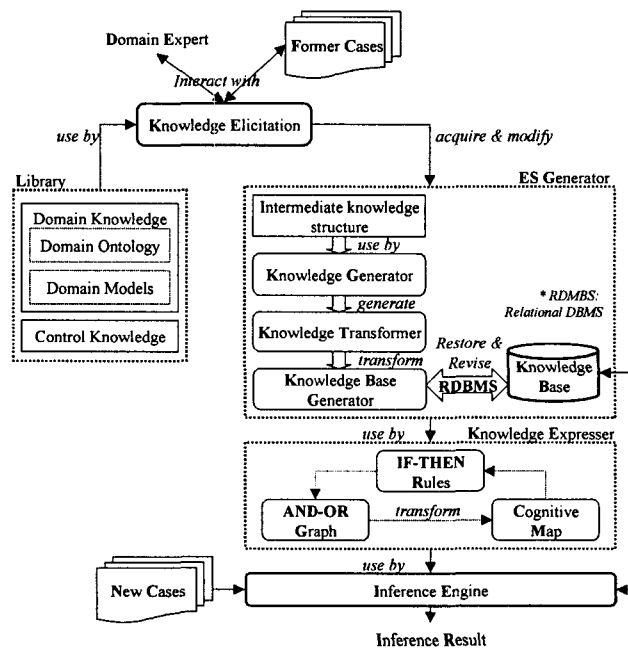 Domain Expert
Former Cases
Interact with
use by
Knowledge Elicitation
acquire & modify
Library
ES Generator
Domain Knowledge
Domain Ontology
Domain Models
Control Knowledge
Intermediate knowledge
structure
use by
Knowledge Generator
generate
Knowledge Transformer
transform
Knowledge Base
Generator
* RDMBS:
Relational DBMS
Restore &
Revise
RDBMS
Knowledge
Base
use by
Knowledge Expresser
IF-THEN
Rules
AND-OR
Graph
transform
Cognitive
Map
use by
New Cases
Inference Engine
Inference Result